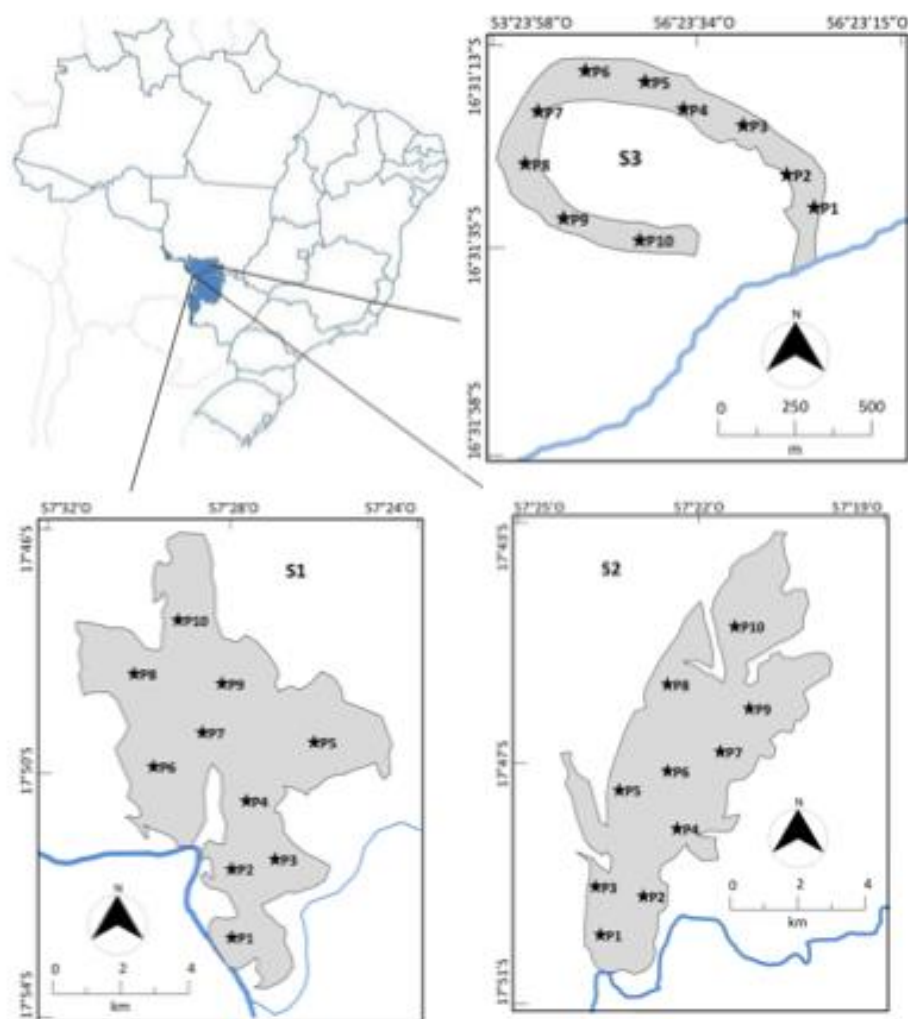 53°23'58"O 56°23'34"O 56°23'15"O
16°31'13"S
16°31'35"S
16°31'58"S
P6
P5
P7
P4
P3
S3
P8
P2
P1
P9
P10
N
0 250 500
m
57°32'O 57°28'O 57°24'O
17°46'S
17°50'S
17°54'S
S1
P10
P8
P9
P7
P5
P6
P4
P3
P2
P1
N
0 2 4
km
57°25'O 57°22'O 57°19'O
17°43'S
17°47'S
17°51'S
S2
P10
P8
P9
P7
P6
P5
P4
P3
P2
P1
N
0 2 4
km